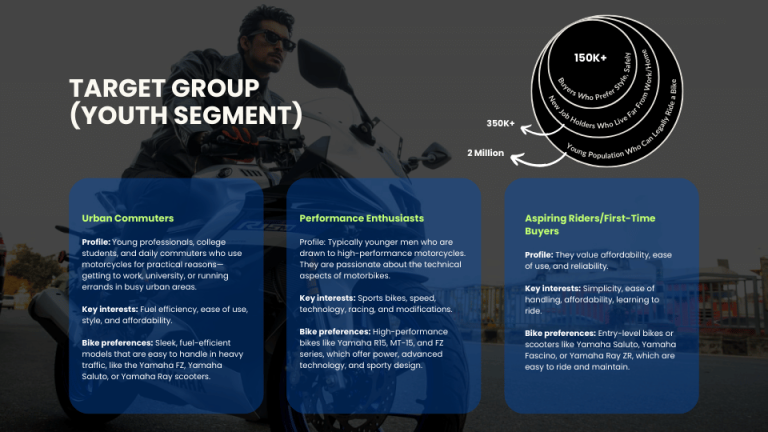 TARGET GROUP
(YOUTH SEGMENT)
150K+
Buyers Who Prefer Style, Safety
New Job Holders Who Live Far From Work/Home
Young Population Who Can Legally Ride a Bike
350K+
2 Million
Urban Commuters
Profile: Young professionals, college
students, and daily commuters who use
motorcycles for practical reasons—
getting to work, university, or running
errands in busy urban areas.
Key interests: Fuel efficiency, ease of use,
style, and affordability.
Bike preferences: Sleek, fuel-efficient
models that are easy to handle in heavy
traffic, like the Yamaha FZ, Yamaha
Saluto, or Yamaha Ray scooters.
Performance Enthusiasts
Profile: Typically younger men who are
drawn to high-performance motorcycles.
They are passionate about the technical
aspects of motorbikes.
Key interests: Sports bikes, speed,
technology, racing, and modifications.
Bike preferences: High-performance
bikes like Yamaha R15, MT-15, and FZ
series, which offer power, advanced
technology, and sporty design.
Aspiring Riders/First-Time
Buyers
Profile: They value affordability, ease
of use, and reliability.
Key interests: Simplicity, ease of
handling, affordability, learning to
ride.
Bike preferences: Entry-level bikes or
scooters like Yamaha Saluto, Yamaha
Fascino, or Yamaha Ray ZR, which are
easy to ride and maintain.